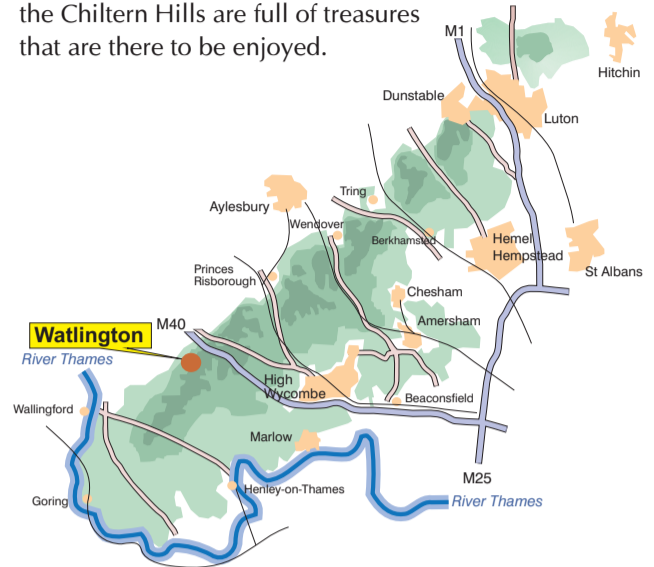 the Chiltern Hills are full of treasures
that are there to be enjoyed.
M1
Hitchin
Dunstable
Luton
Tring
Aylesbury
Wendover
Berkhamsted
Hemel
Hempstead
St Albans
Princes
Risborough
Chesham
M40
Amersham
Watlington
River Thames
High
Wycombe
Beaconsfield
Wallingford
Marlow
M25
Henley-on-Thames
Goring
River Thames